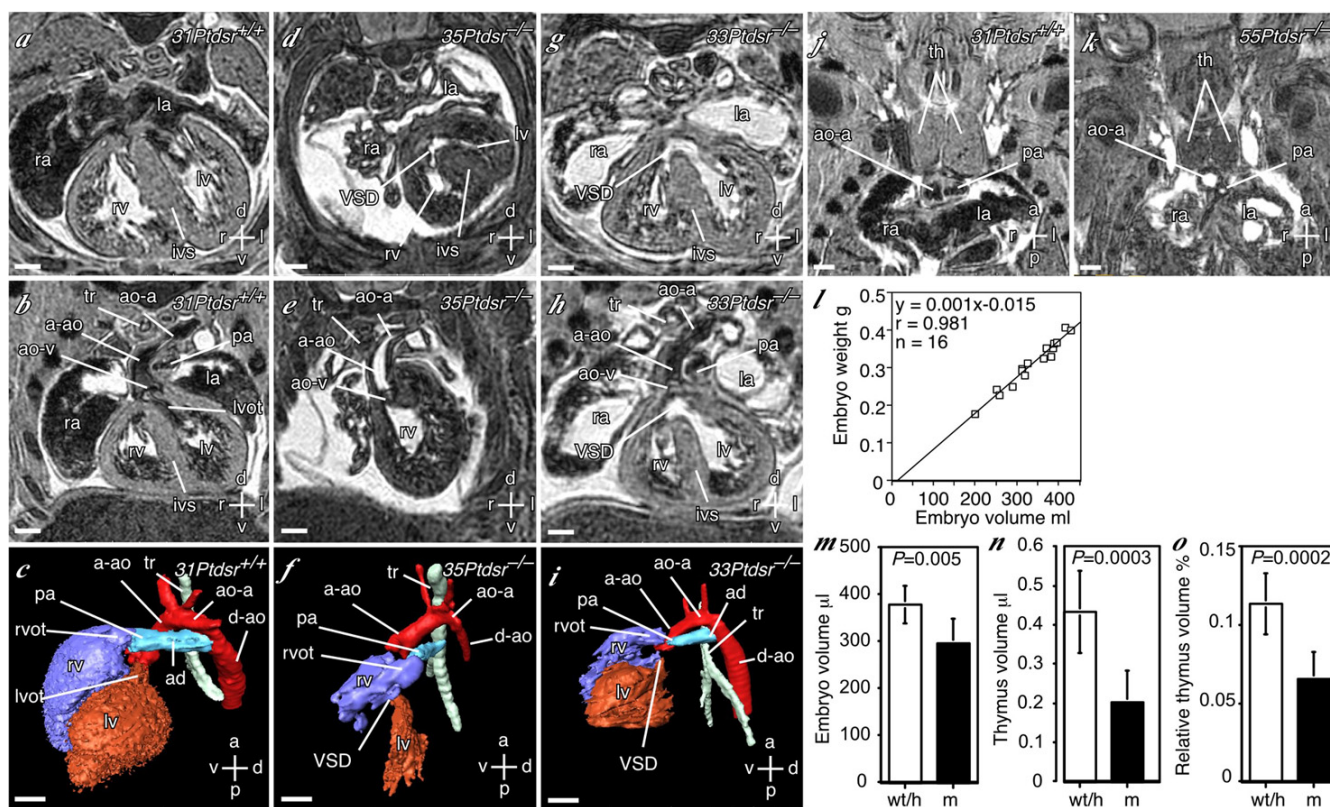 a 31Ptdsr+/+
la
ra
lv
rv
ivs
d
r l
v
d 35Ptdsr–/–
la
lv
ra
VSD
rv
ivs
g 33Ptdsr–/–
la
ra
VSD
lv
rv
ivs
d
r l
v
j 31Ptdsr+/+
th
ao-a
pa
la
ra
a
r l
p
k 55Ptdsr–/–
th
ao-a
pa
ra
la
a
r l
p
b 31Ptdsr+/+
tr
ao-a
a-ao
pa
ao-v
la
lvot
ra
rv
lv
ivs
d
r l
v
e 35Ptdsr–/–
ao-a
tr
a-ao
ao-v
rv
h 33Ptdsr–/–
ao-a
tr
a-ao
pa
ao-v
la
ra
VSD
lv
rv
ivs
d
r l
v
l
y = 0.001x-0.015
r = 0.981
n = 16
Embryo weight g
0.5
0.4
0.3
0.2
0.1
0
0 100 200 300 400
Embryo volume ml
c 31Ptdsr+/+
tr
a-ao
ao-a
pa
d-ao
rvot
rv
lvot
ad
lv
a
v d
p
f 35Ptdsr–/–
tr
a-ao
ao-a
pa
d-ao
rvot
rv
VSD
lv
a
v d
p
i 33Ptdsr–/–
ao-a
a-ao
ad
pa
tr
rvot
rv
d-ao
lv
VSD
a
v d
p
m
P=0.005
Embryo volume µl
500
400
300
200
100
0
wt/h m
n
P=0.0003
Thymus volume µl
0.6
0.5
0.4
0.3
0.2
0.1
0
wt/h m
o
P=0.0002
Relative thymus volume %
0.15
0.1
0.05
0
wt/h m